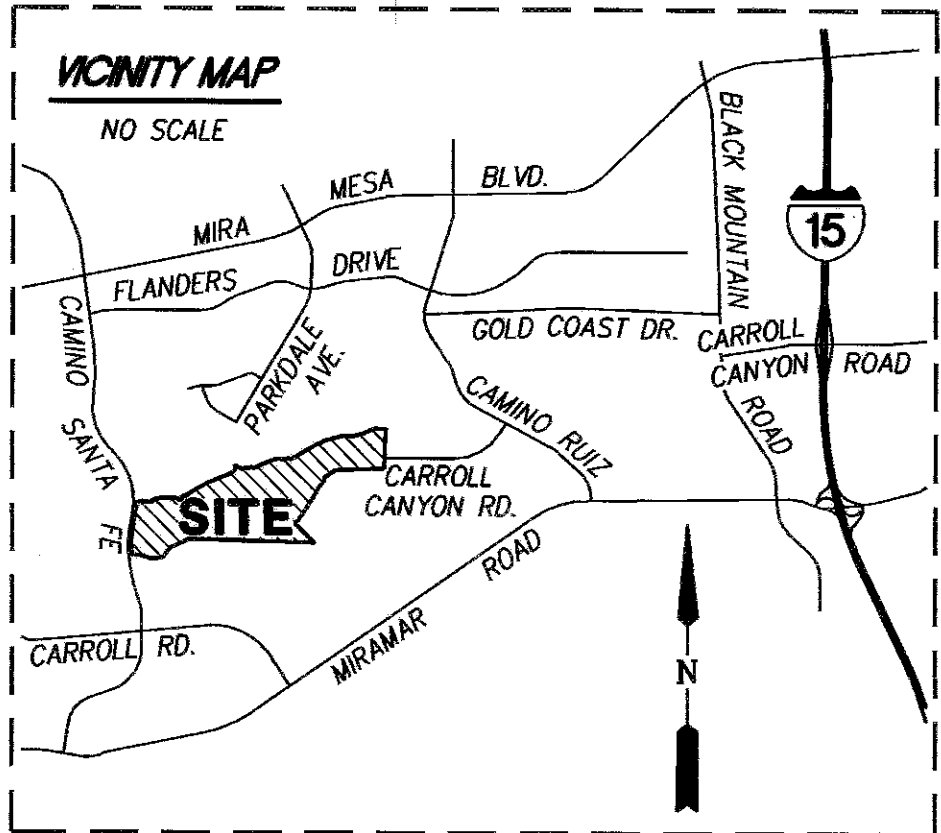 VICINITY MAP
NO SCALE
MIRA MESA BLVD.
BLACK MOUNTAIN ROAD
15
FLANDERS DRIVE
CAMINO SANTA FE
PARKDALE
AVE.
GOLD COAST DR.
CARROLL
CANYON ROAD
CAMINO RUIZ
CARROLL
CANYON RD.
SITE
MIRAMAR ROAD
CARROLL RD.
N